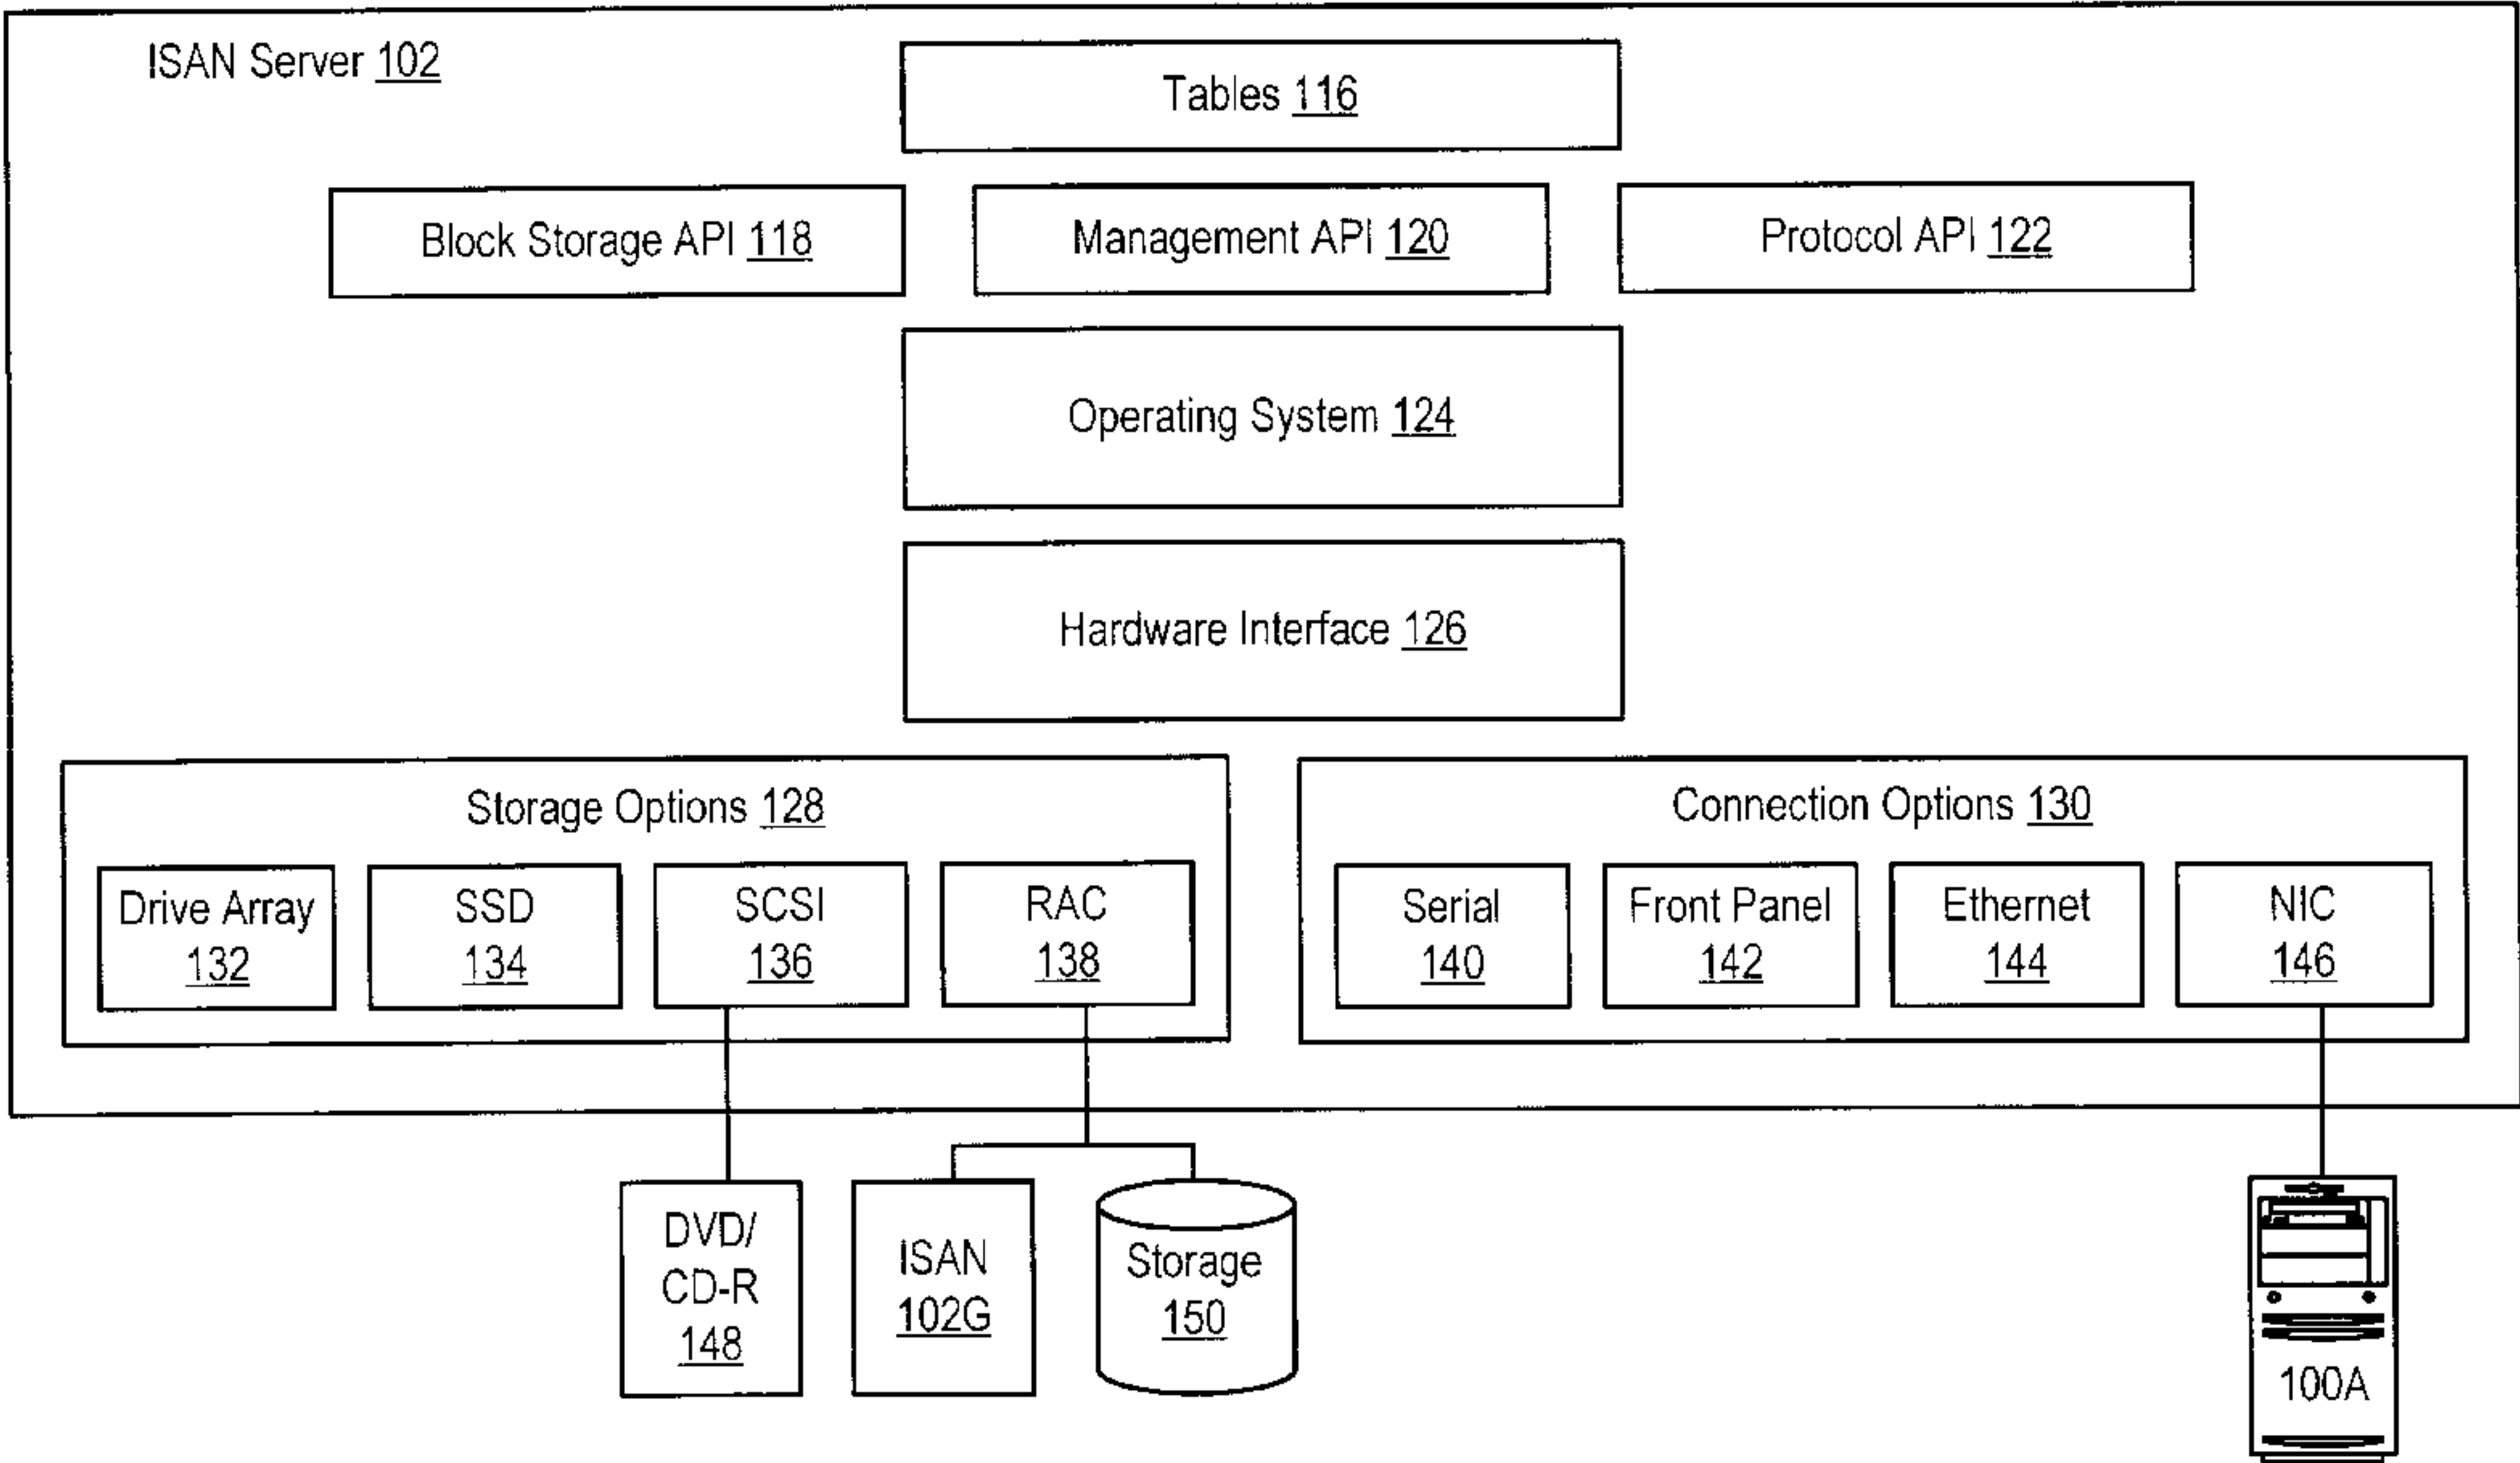 ISAN Server 102
Tables 116
Block Storage API 118
Management API 120
Protocol API 122
Operating System 124
Hardware Interface 126
Storage Options 128
Connection Options 130
Drive Array
132
SSD
134
SCSI
136
RAC
138
Serial
140
Front Panel
142
Ethernet
144
NIC
146
DVD/
CD-R
148
ISAN
102G
Storage
150
100A